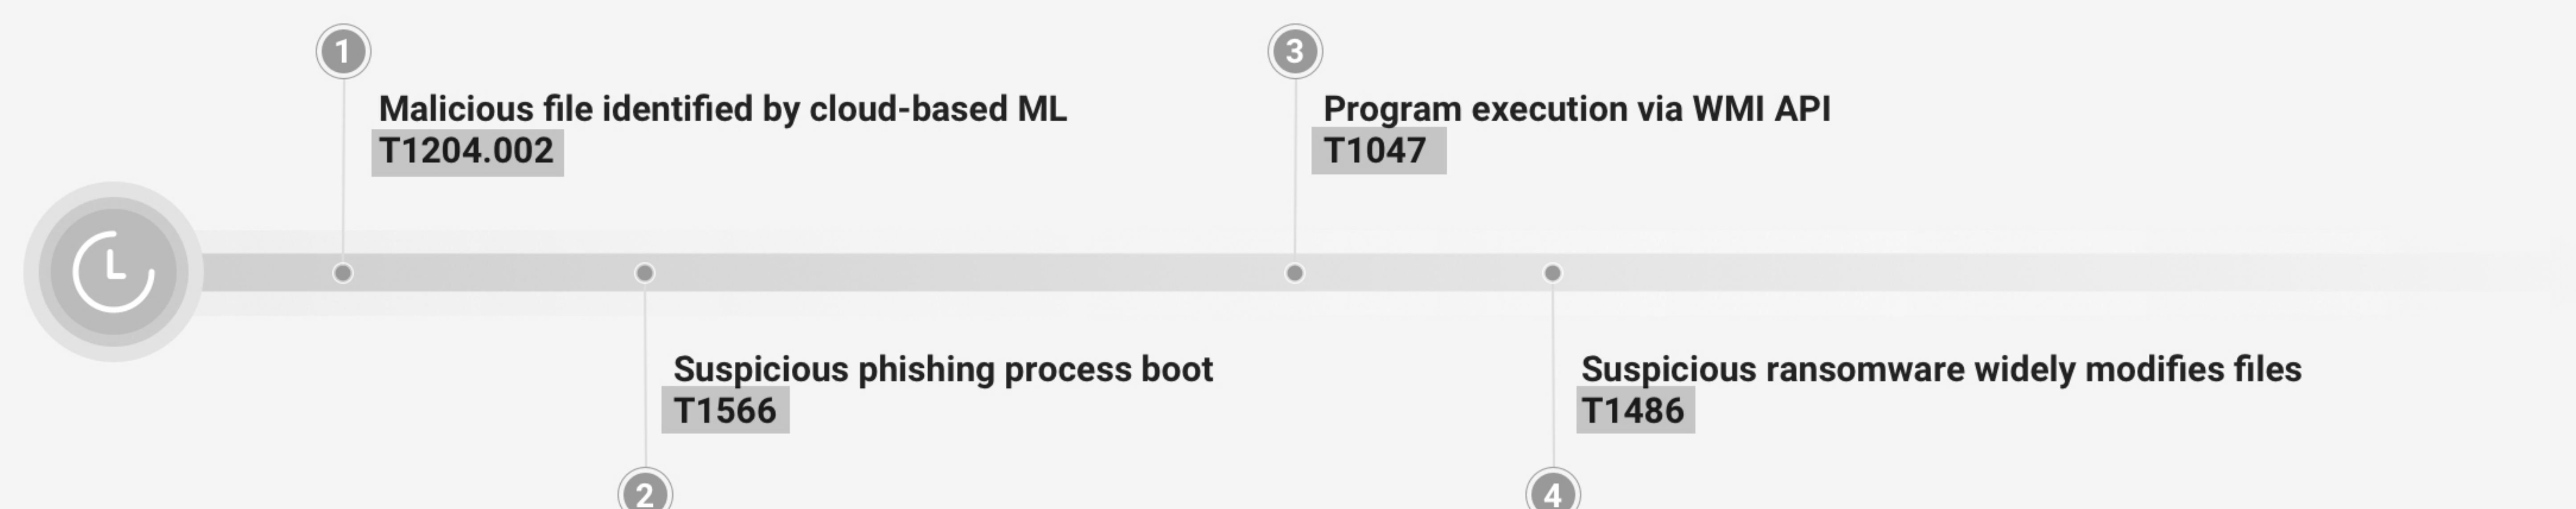 1
Malicious file identified by cloud-based ML
T1204.002
2
Suspicious phishing process boot
T1566
3
Program execution via WMI API
T1047
4
Suspicious ransomware widely modifies files
T1486